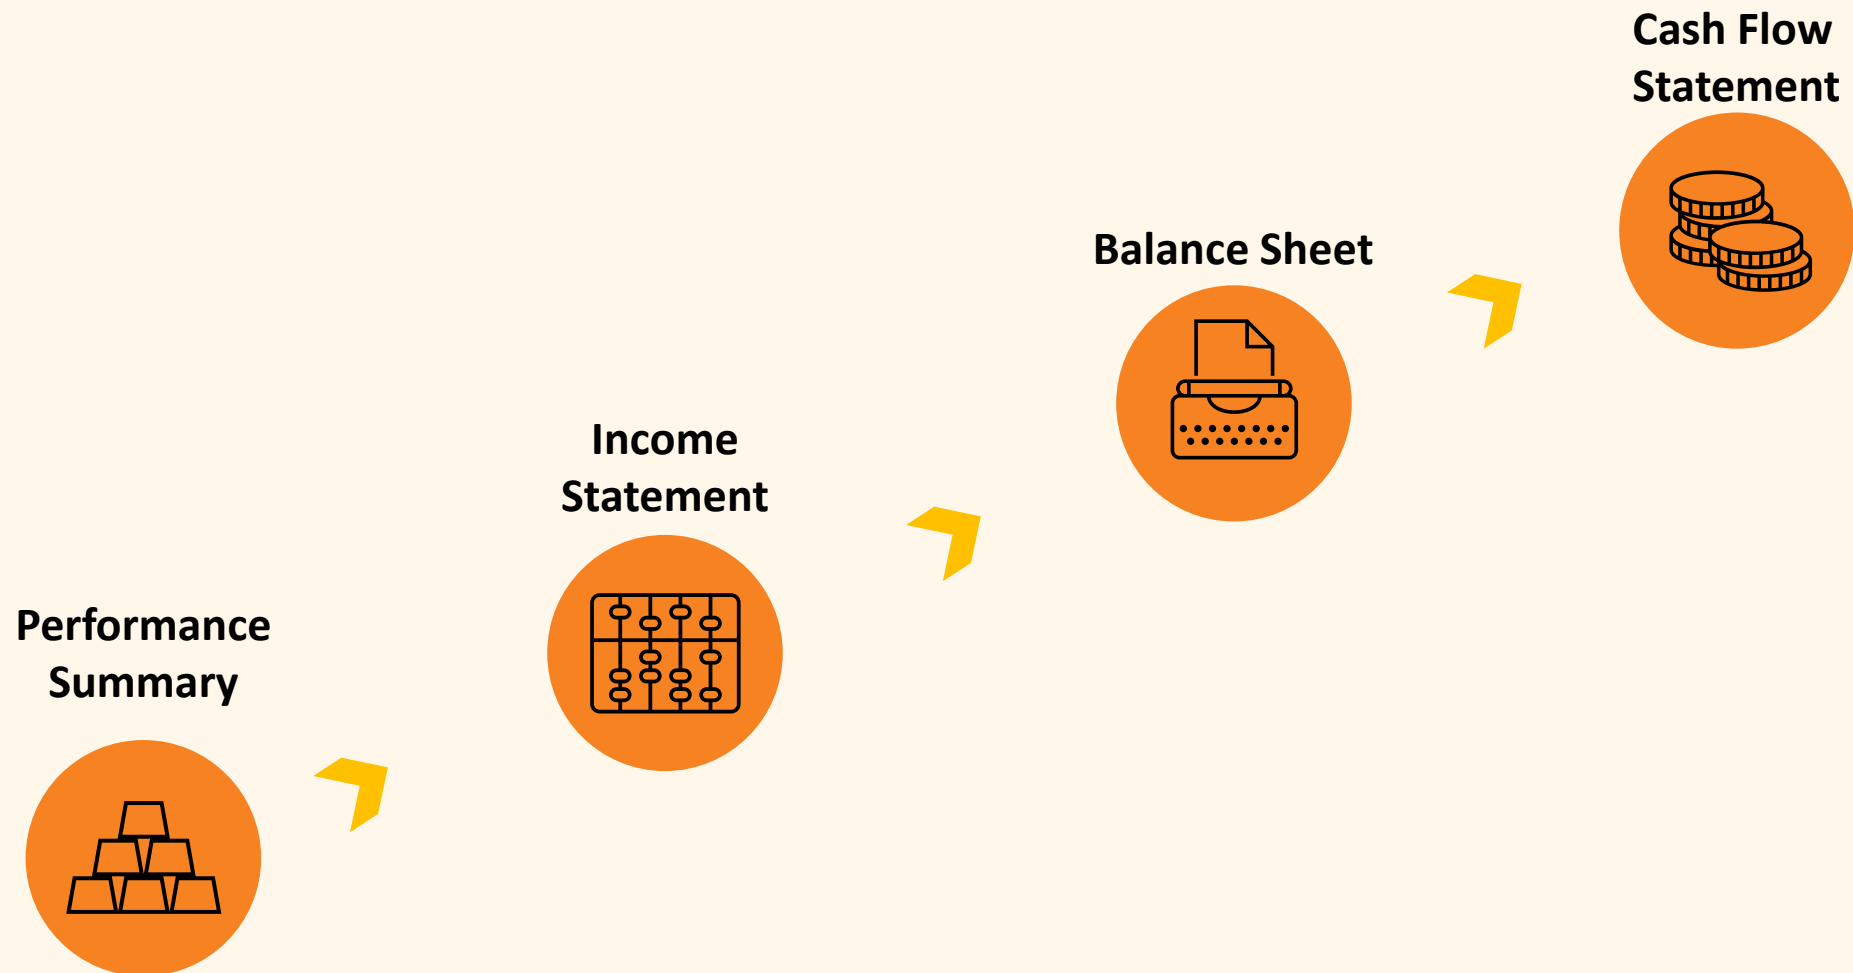 Performance
Summary
Income
Statement
Balance Sheet
Cash Flow
Statement